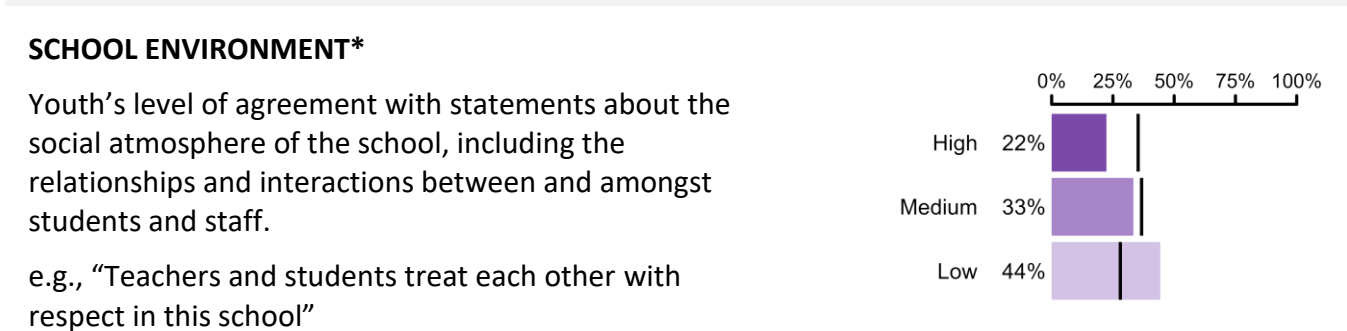 SCHOOL ENVIRONMENT*
Youth’s level of agreement with statements about the
social atmosphere of the school, including the
relationships and interactions between and amongst
students and staff.
e.g., “Teachers and students treat each other with
respect in this school”
0% 25% 50% 75% 100%
High 22%
Medium 33%
Low 44%